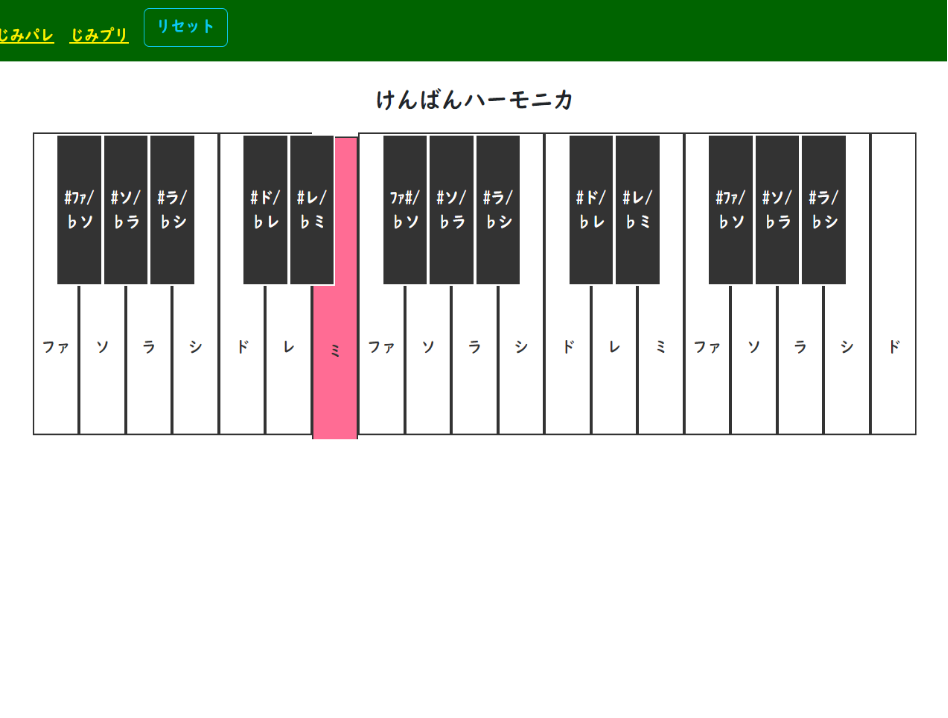 じみパレ じみプリ リセット
けんばんハーモニカ
#ファ/ #ソ/ #ラ/ #ド/ #レ/ ファ#/ #ソ/ #ラ/ #ド/ #レ/ #ファ/ #ソ/ #ラ/
♭ソ ♭ラ ♭シ ♭レ ♭ミ ♭ソ ♭ラ ♭シ ♭レ ♭ミ ♭ソ ♭ラ ♭シ
ファ ソ ラ シ ド レ ミ ファ ソ ラ シ ド レ ミ ファ ソ ラ シ ド